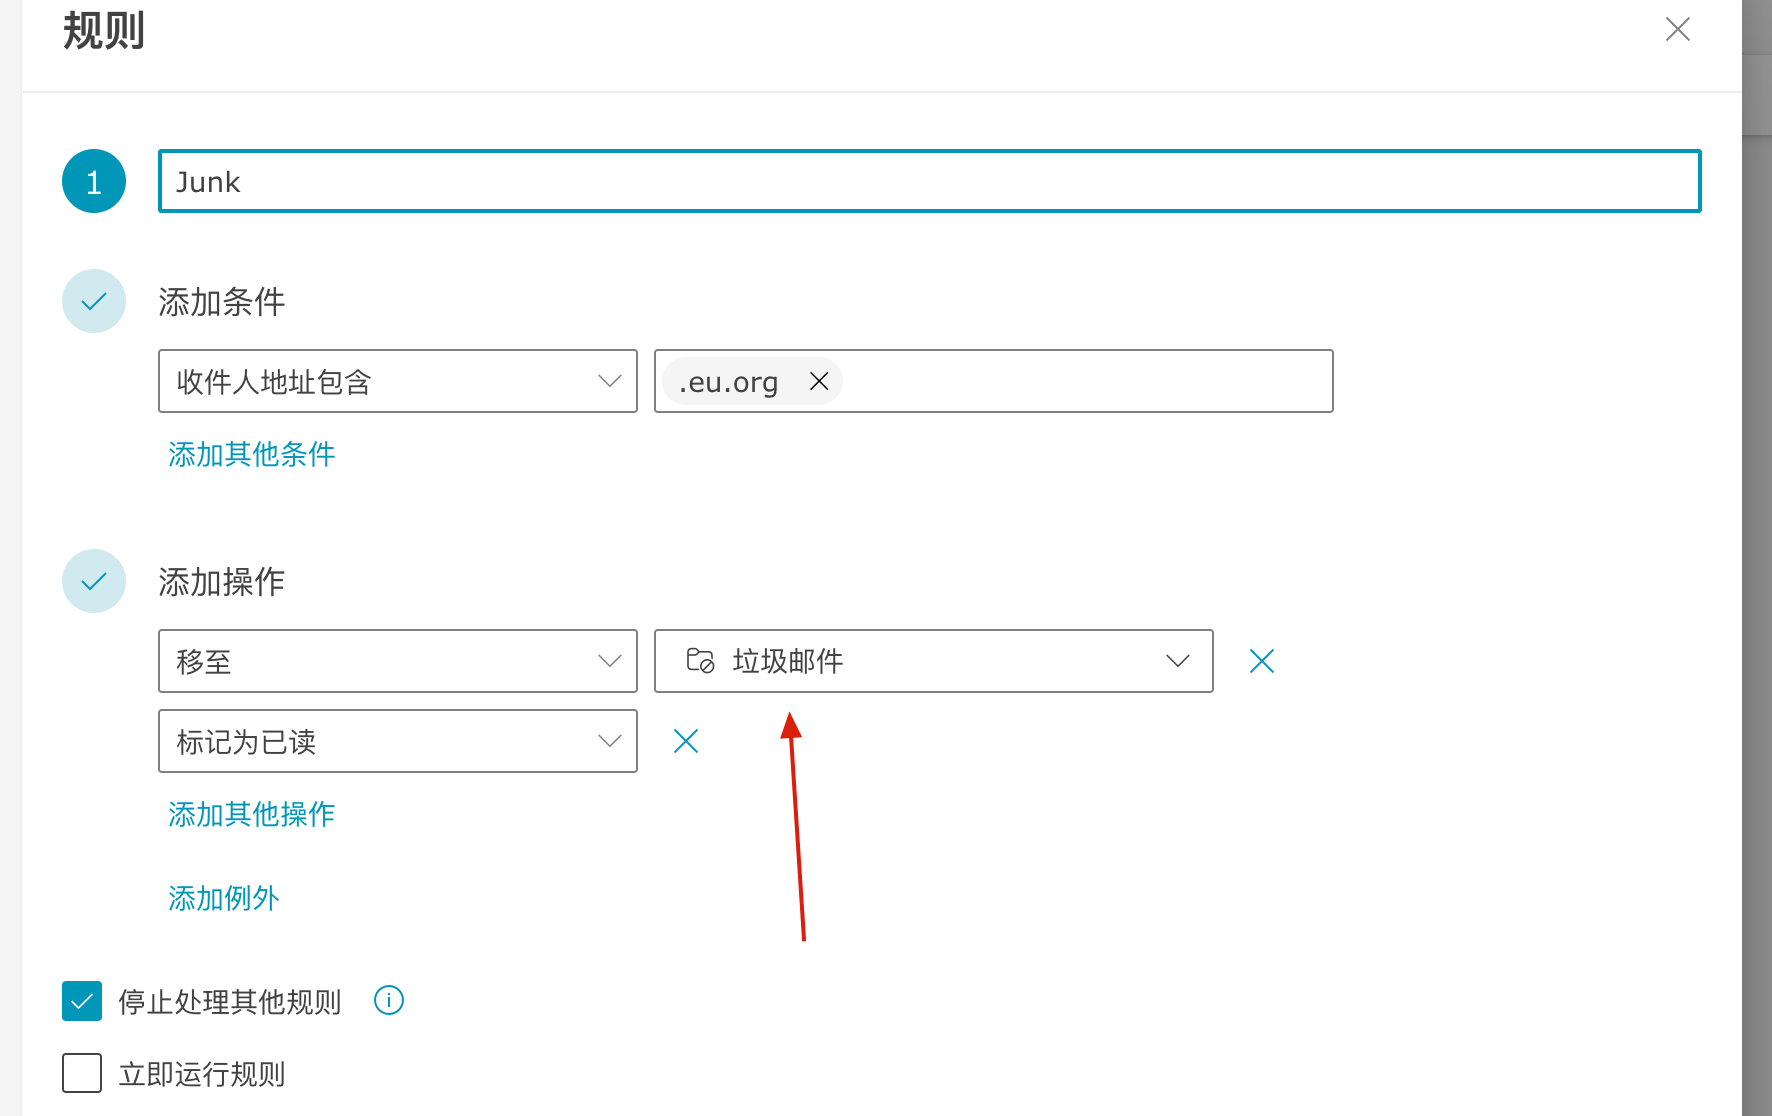 规则
1
Junk
添加条件
收件人地址包含 .eu.org
添加其他条件
添加操作
移至 垃圾邮件
标记为已读
添加其他操作
添加例外
停止处理其他规则
立即运行规则